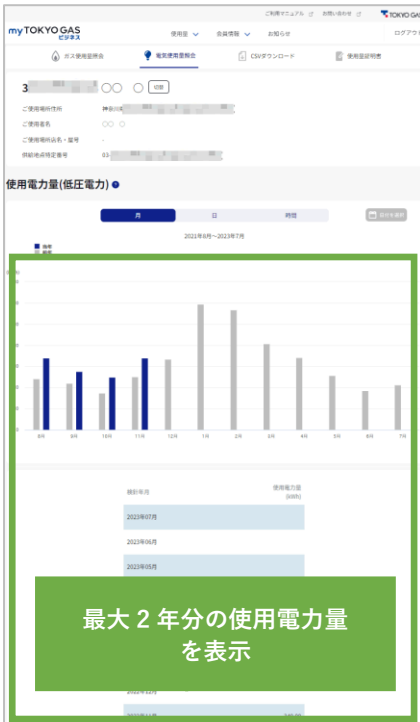 ご利用マニュアル お問い合わせ TOKYO GAS
myTOKYOGAS
ビジネス
使用量 会員情報 お知らせ ログアウ
ガス使用量照会 電気使用量照会 CSVダウンロード 使用量証明書
3 切替
ご使用場所住所 神奈川
ご使用者名
ご使用場所店名・室号 -
供給地点特定番号 03-
使用電力量(低圧電力)
月 日 時間 日付を選択
2021年8月～2023年7月
8月 9月 10月 11月 12月 1月 2月 3月 4月 5月 6月 7月
使用電力量
(kWh)
2023年07月
2023年06月
2023年05月
最大２年分の使用電力量
を表示